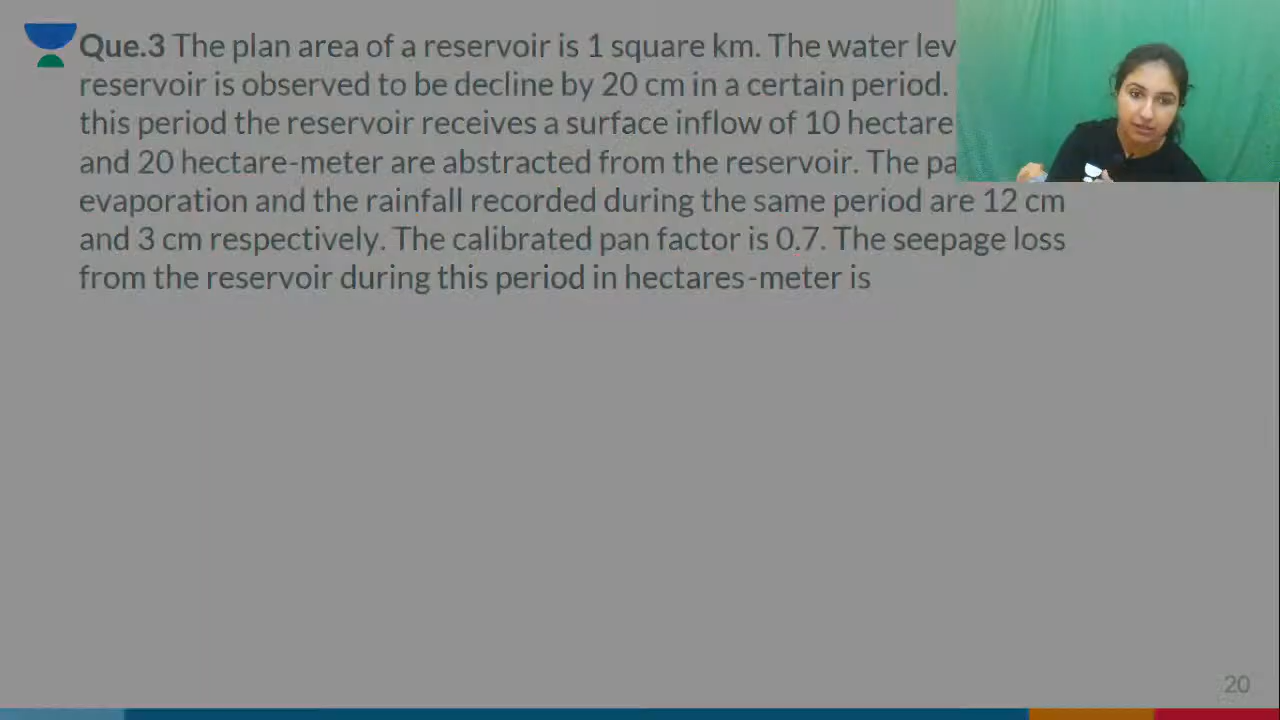 Que.3 The plan area of a reservoir is 1 square km. The water lev
reservoir is observed to be decline by 20 cm in a certain period.
this period the reservoir receives a surface inflow of 10 hectare
and 20 hectare-meter are abstracted from the reservoir. The pa
evaporation and the rainfall recorded during the same period are 12 cm
and 3 cm respectively. The calibrated pan factor is 0.7. The seepage loss
from the reservoir during this period in hectares-meter is
20